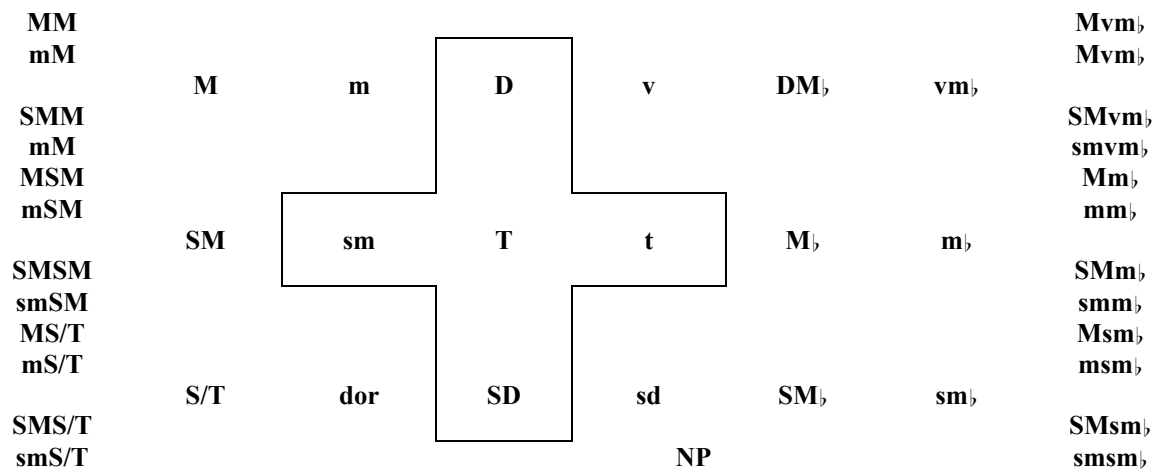 MM Mvm♭
mM Mvm♭
M m D v DM♭ vm♭
SMM SMvm♭
mM smvm♭
MSM Mm♭
mSM mm♭
SM sm T t M♭ m♭
SMSM SMm♭
smSM smm♭
MS/T Msm♭
mS/T msm♭
S/T dor SD sd SM♭ sm♭
SMS/T SMsm♭
smS/T NP smsm♭